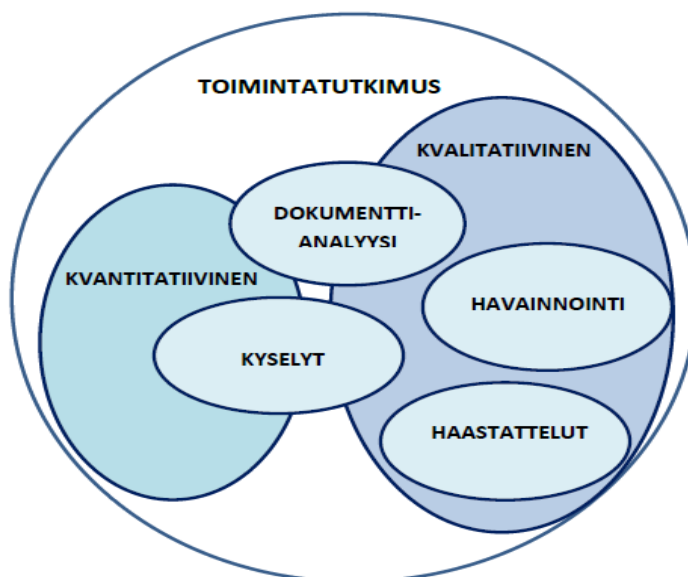 TOIMINTATUTKIMUS
KVALITATIIVINEN
DOKUMENTTI-
ANALYYSI
KVANTITATIIVINEN
HAVAINNOINTI
KYSELYT
HAASTATTELUT